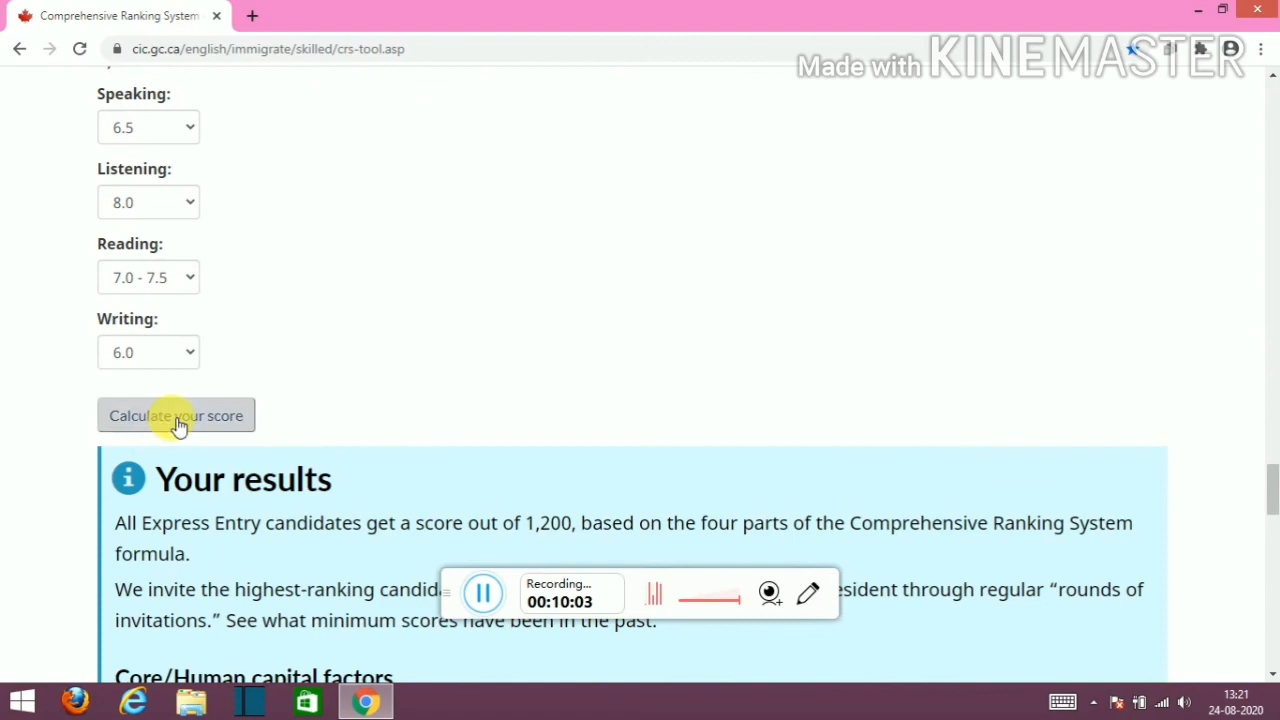 Comprehensive Ranking System
cic.gc.ca/english/immigrate/skilled/crs-tool.asp
Made with KINEMASTER
Speaking:
6.5
Listening:
8.0
Reading:
7.0 - 7.5
Writing:
6.0
Calculate your score
Your results
All Express Entry candidates get a score out of 1,200, based on the four parts of the Comprehensive Ranking System
formula.
We invite the highest-ranking candid
through regular “rounds of
invitations.” See what minimum scores have been in the past.
Recording...
00:10:03
Core/Human capital factors
13:21
24-08-2020